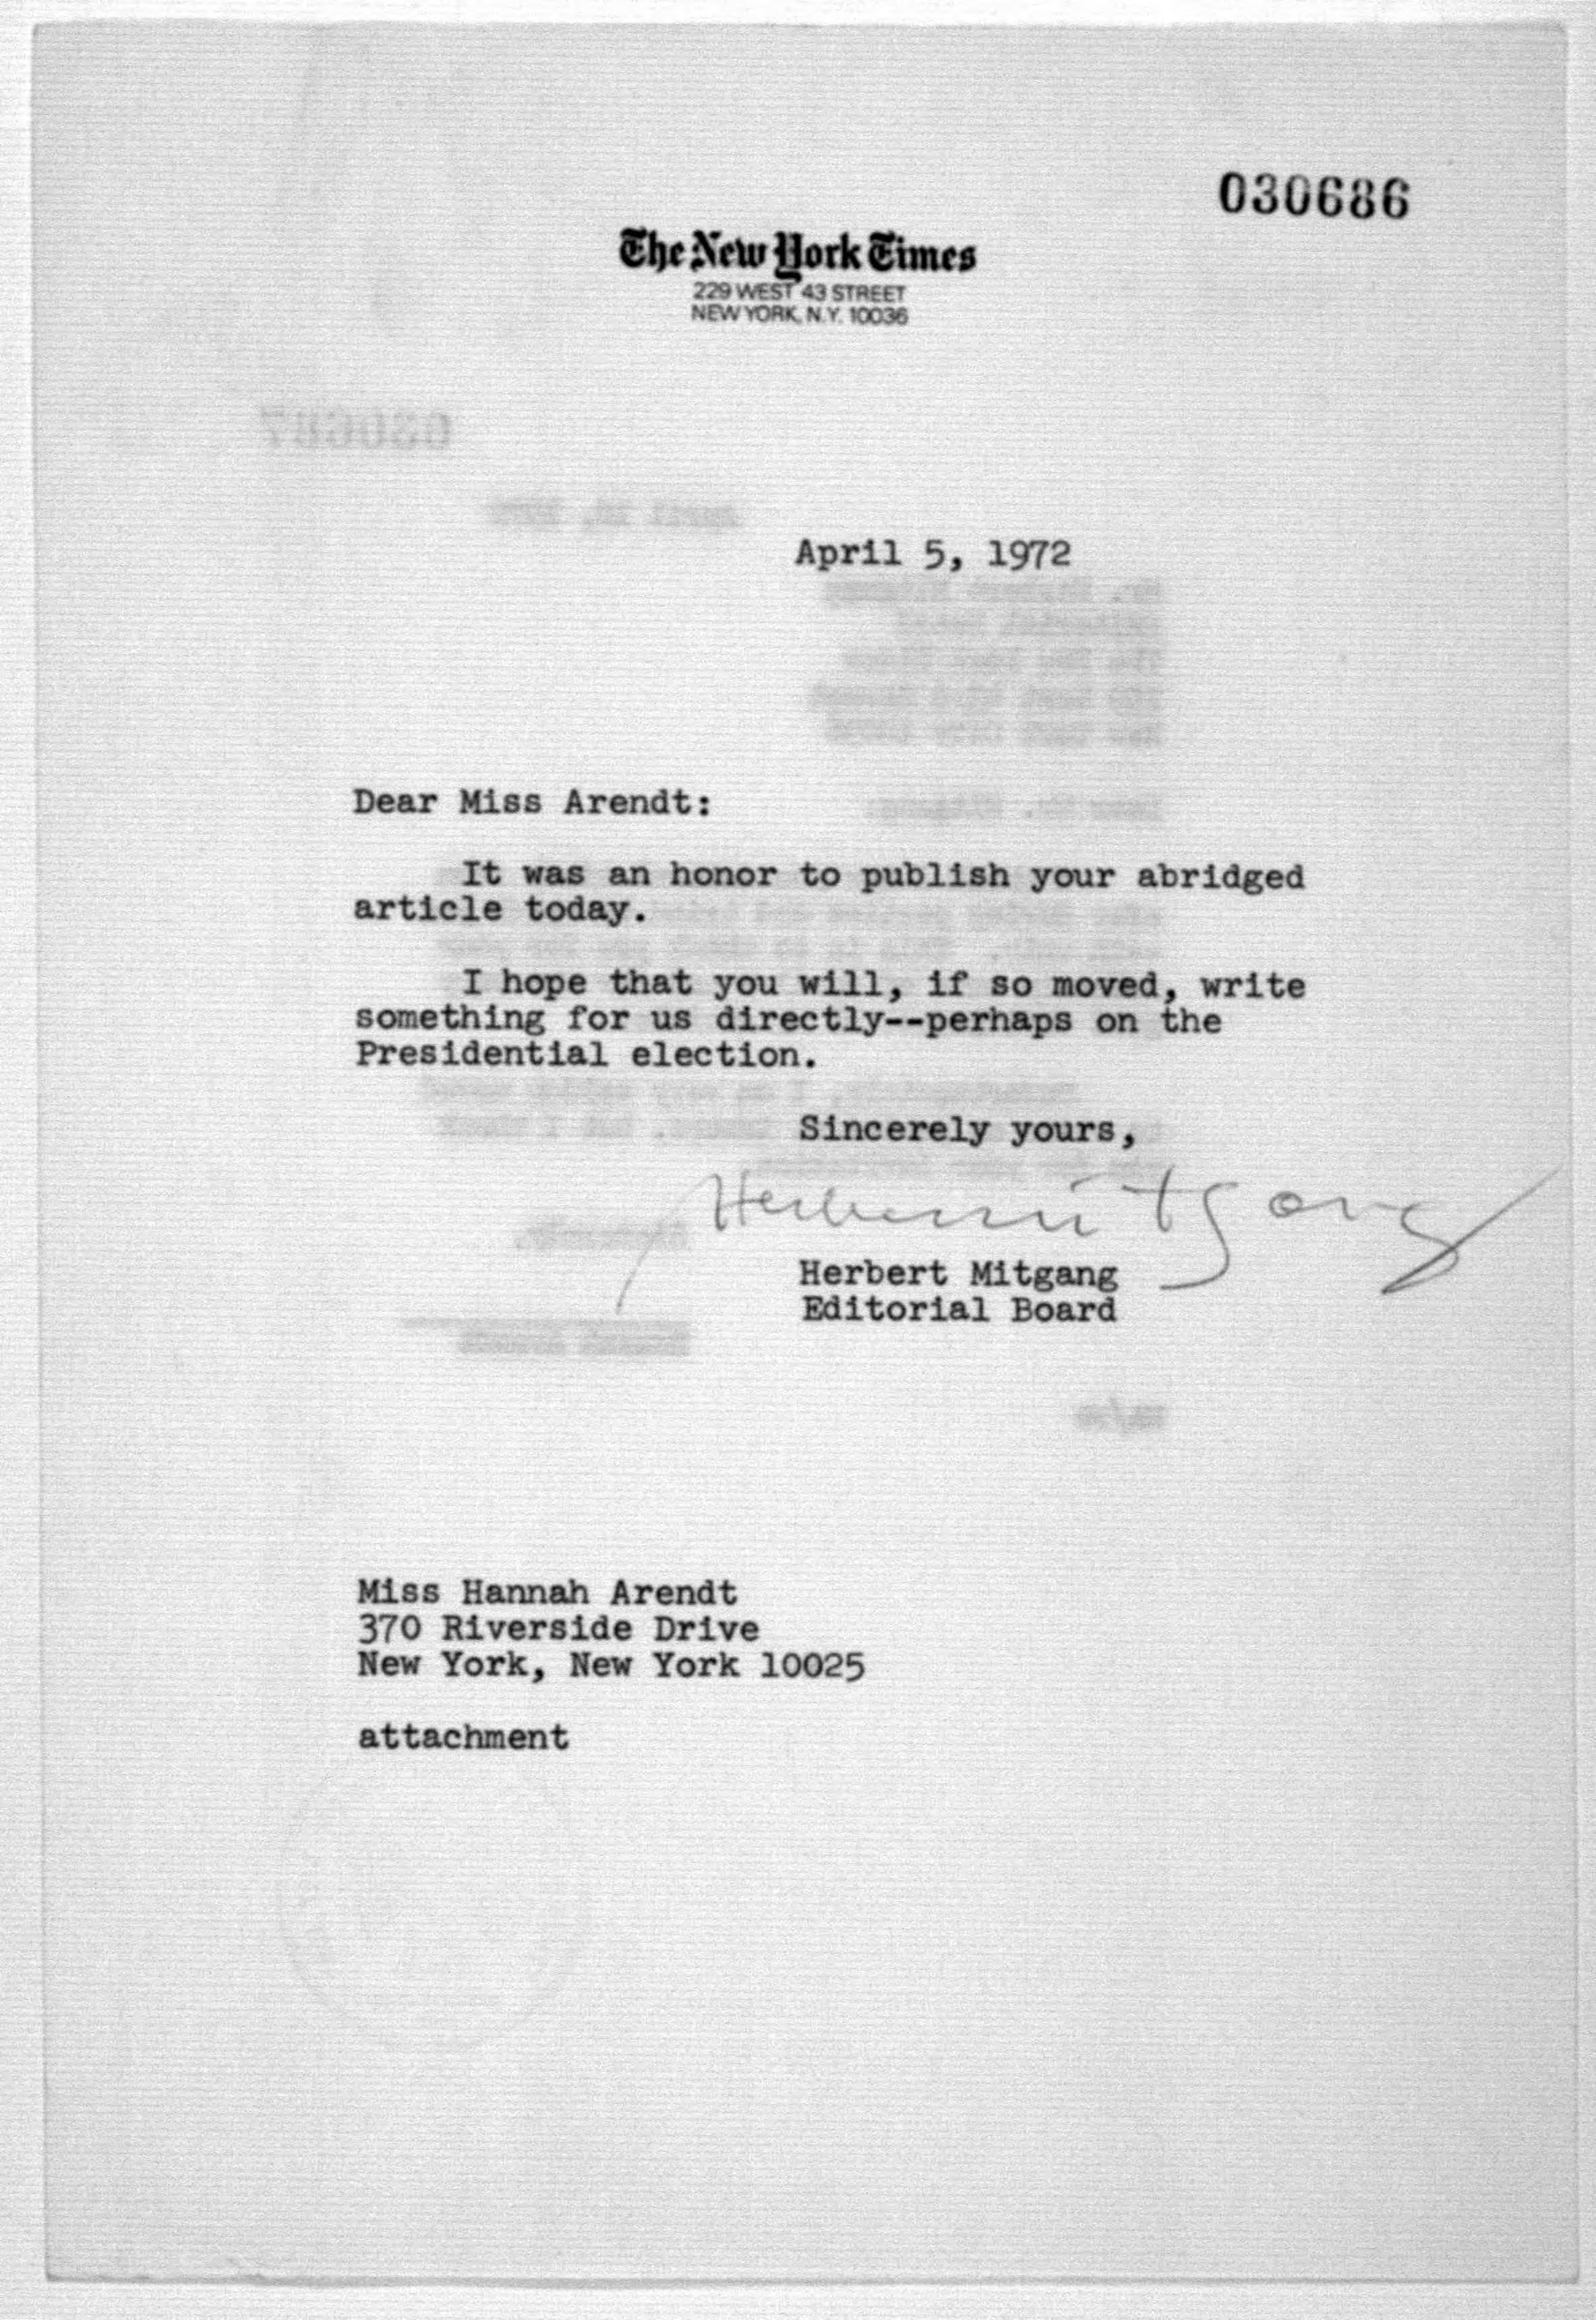 030686
The New York Times
229 WEST 43 STREET
NEW YORK, N.Y. 10036
April 5, 1972
Dear Miss Arendt:
It was an honor to publish your abridged
article today.
I hope that you will, if so moved, write
something for us directly--perhaps on the
Presidential election.
Sincerely yours,
Herbert Mitgang
Herbert Mitgang
Editorial Board
Miss Hannah Arendt
370 Riverside Drive
New York, New York 10025
attachment